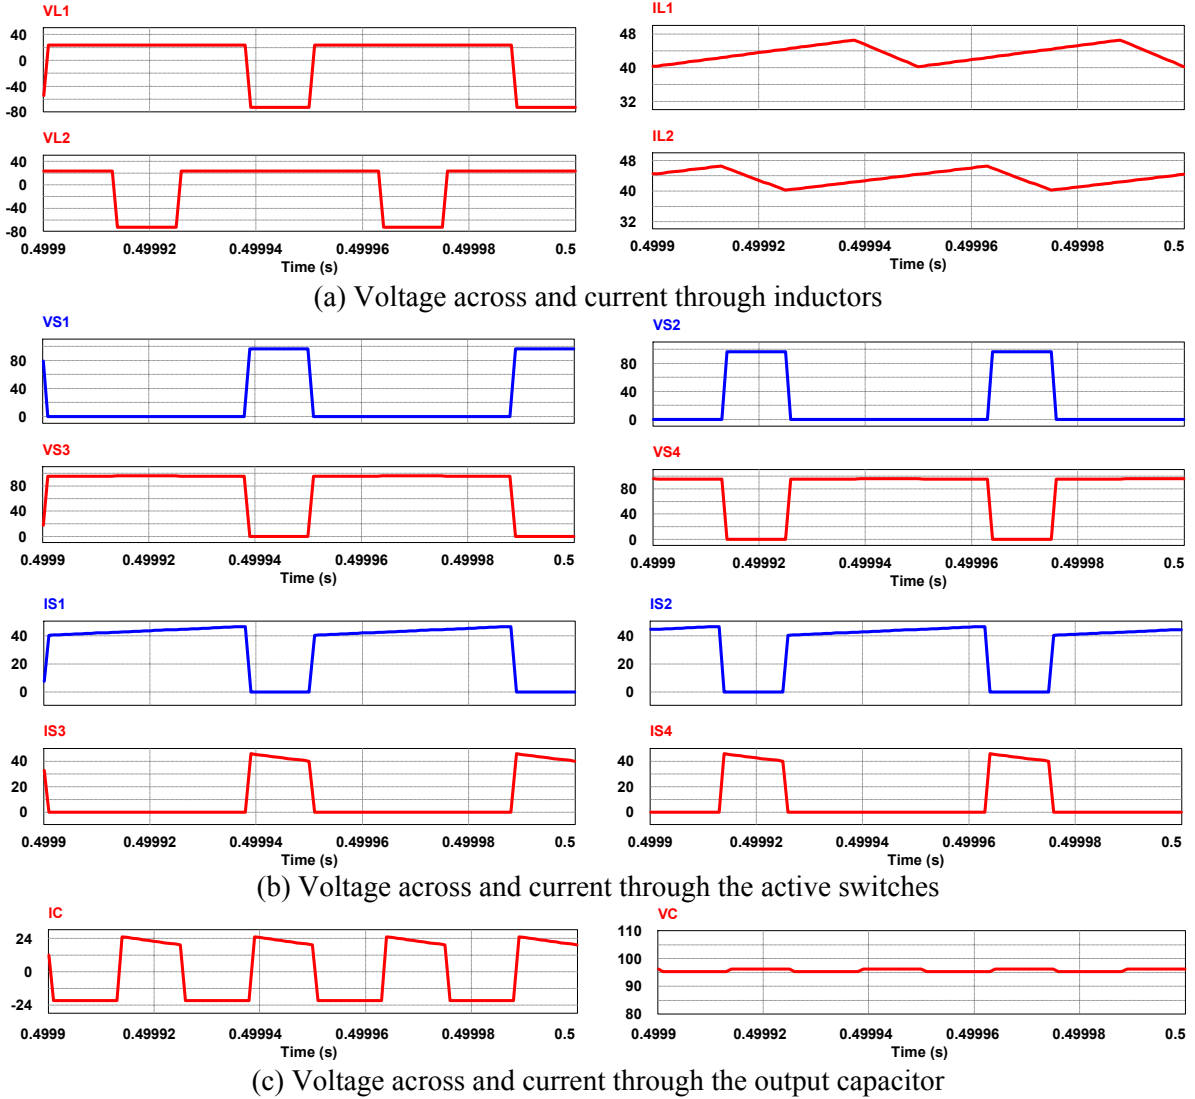 VL1
40
0
-40
-80
VL2
40
0
-40
-80
0.4999 0.49992 0.49994 0.49996 0.49998 0.5
Time (s)
IL1
48
40
32
IL2
48
40
32
0.4999 0.49992 0.49994 0.49996 0.49998 0.5
Time (s)
(a) Voltage across and current through inductors
VS1
80
40
0
VS3
80
40
0
0.4999 0.49992 0.49994 0.49996 0.49998 0.5
Time (s)
VS2
80
40
0
VS4
80
40
0
0.4999 0.49992 0.49994 0.49996 0.49998 0.5
Time (s)
IS1
40
20
0
IS3
40
20
0
0.4999 0.49992 0.49994 0.49996 0.49998 0.5
Time (s)
IS2
40
20
0
IS4
40
20
0
0.4999 0.49992 0.49994 0.49996 0.49998 0.5
Time (s)
(b) Voltage across and current through the active switches
IC
24
0
-24
0.4999 0.49992 0.49994 0.49996 0.49998 0.5
Time (s)
VC
110
100
90
80
0.4999 0.49992 0.49994 0.49996 0.49998 0.5
Time (s)
(c) Voltage across and current through the output capacitor